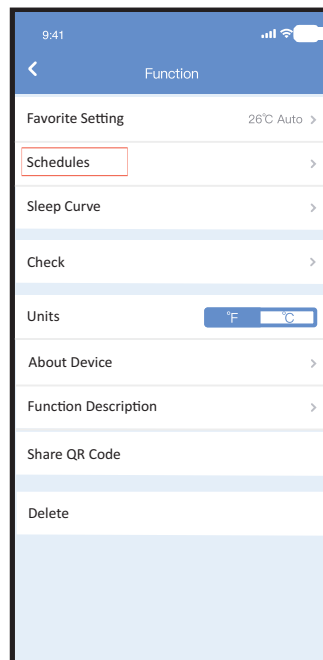 9:41
Function
Favorite Setting 26℃ Auto
Schedules
Sleep Curve
Check
Units °F ℃
About Device
Function Description
Share QR Code
Delete